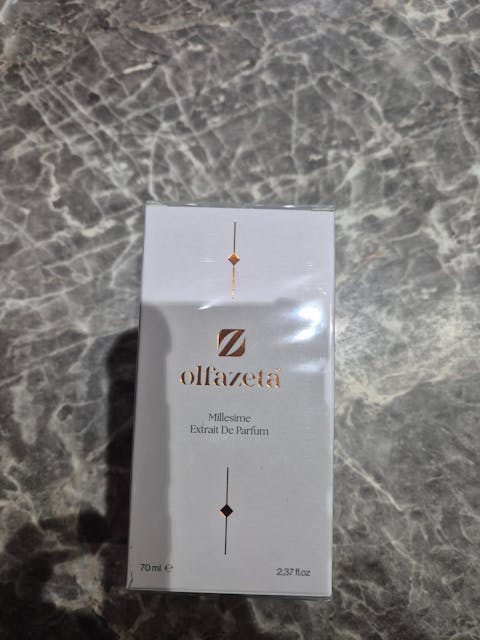 olfazeta
Millesime
Extrait De Parfum
70 ml ℮
2,37 fl.oz